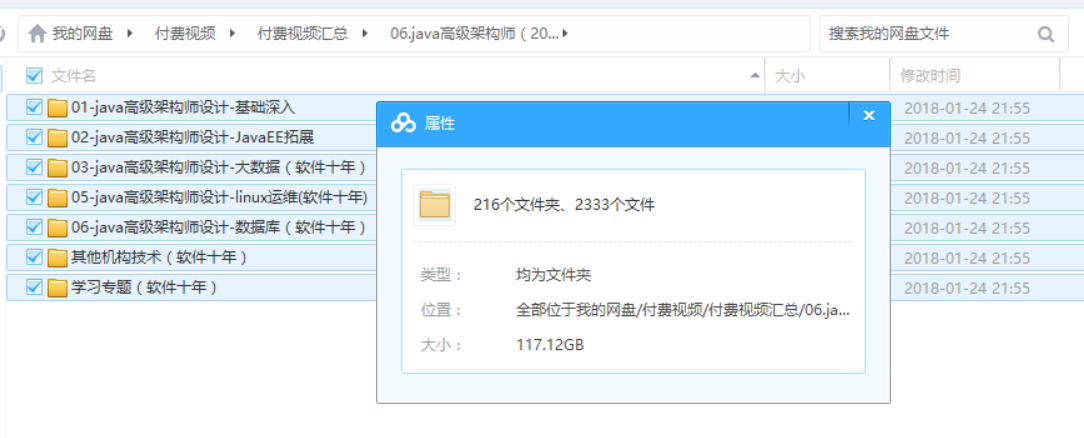 我的网盘 付费视频 付费视频汇总 06.java高级架构师（20... 搜索我的网盘文件
文件名 大小 修改时间
01-java高级架构师设计-基础深入 2018-01-24 21:55
02-java高级架构师设计-JavaEE拓展 2018-01-24 21:55
03-java高级架构师设计-大数据（软件十年） 2018-01-24 21:55
05-java高级架构师设计-linux运维(软件十年) 2018-01-24 21:55
06-java高级架构师设计-数据库（软件十年） 2018-01-24 21:55
其他机构技术（软件十年） 2018-01-24 21:55
学习专题（软件十年） 2018-01-24 21:55
属性
216个文件夹、2333个文件
类型： 均为文件夹
位置： 全部位于我的网盘/付费视频/付费视频汇总/06.ja...
大小： 117.12GB